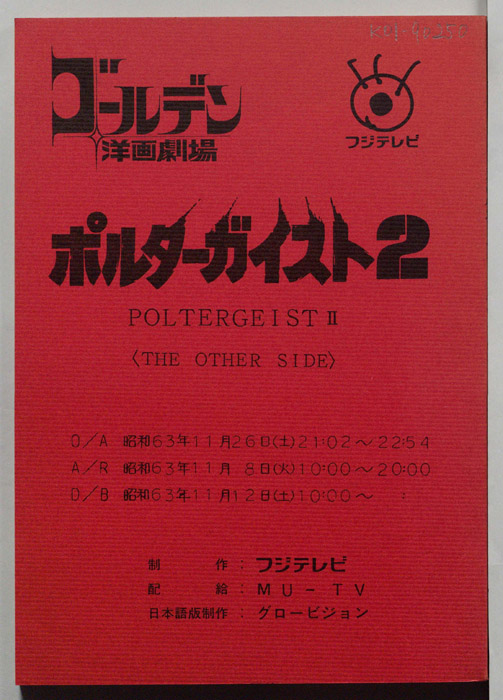 ゴールデン
洋画劇場
フジテレビ
ポルターガイスト2
POLTERGEIST Ⅱ
〈THE OTHER SIDE〉
O／A 昭和63年11月26日(土)21:02～22:54
A／R 昭和63年11月 8日(火)10:00～20:00
D／B 昭和63年11月12日(土)10:00～ :
制 作：フジテレビ
配 給：MU－TV
日本語版制作：グロービジョン